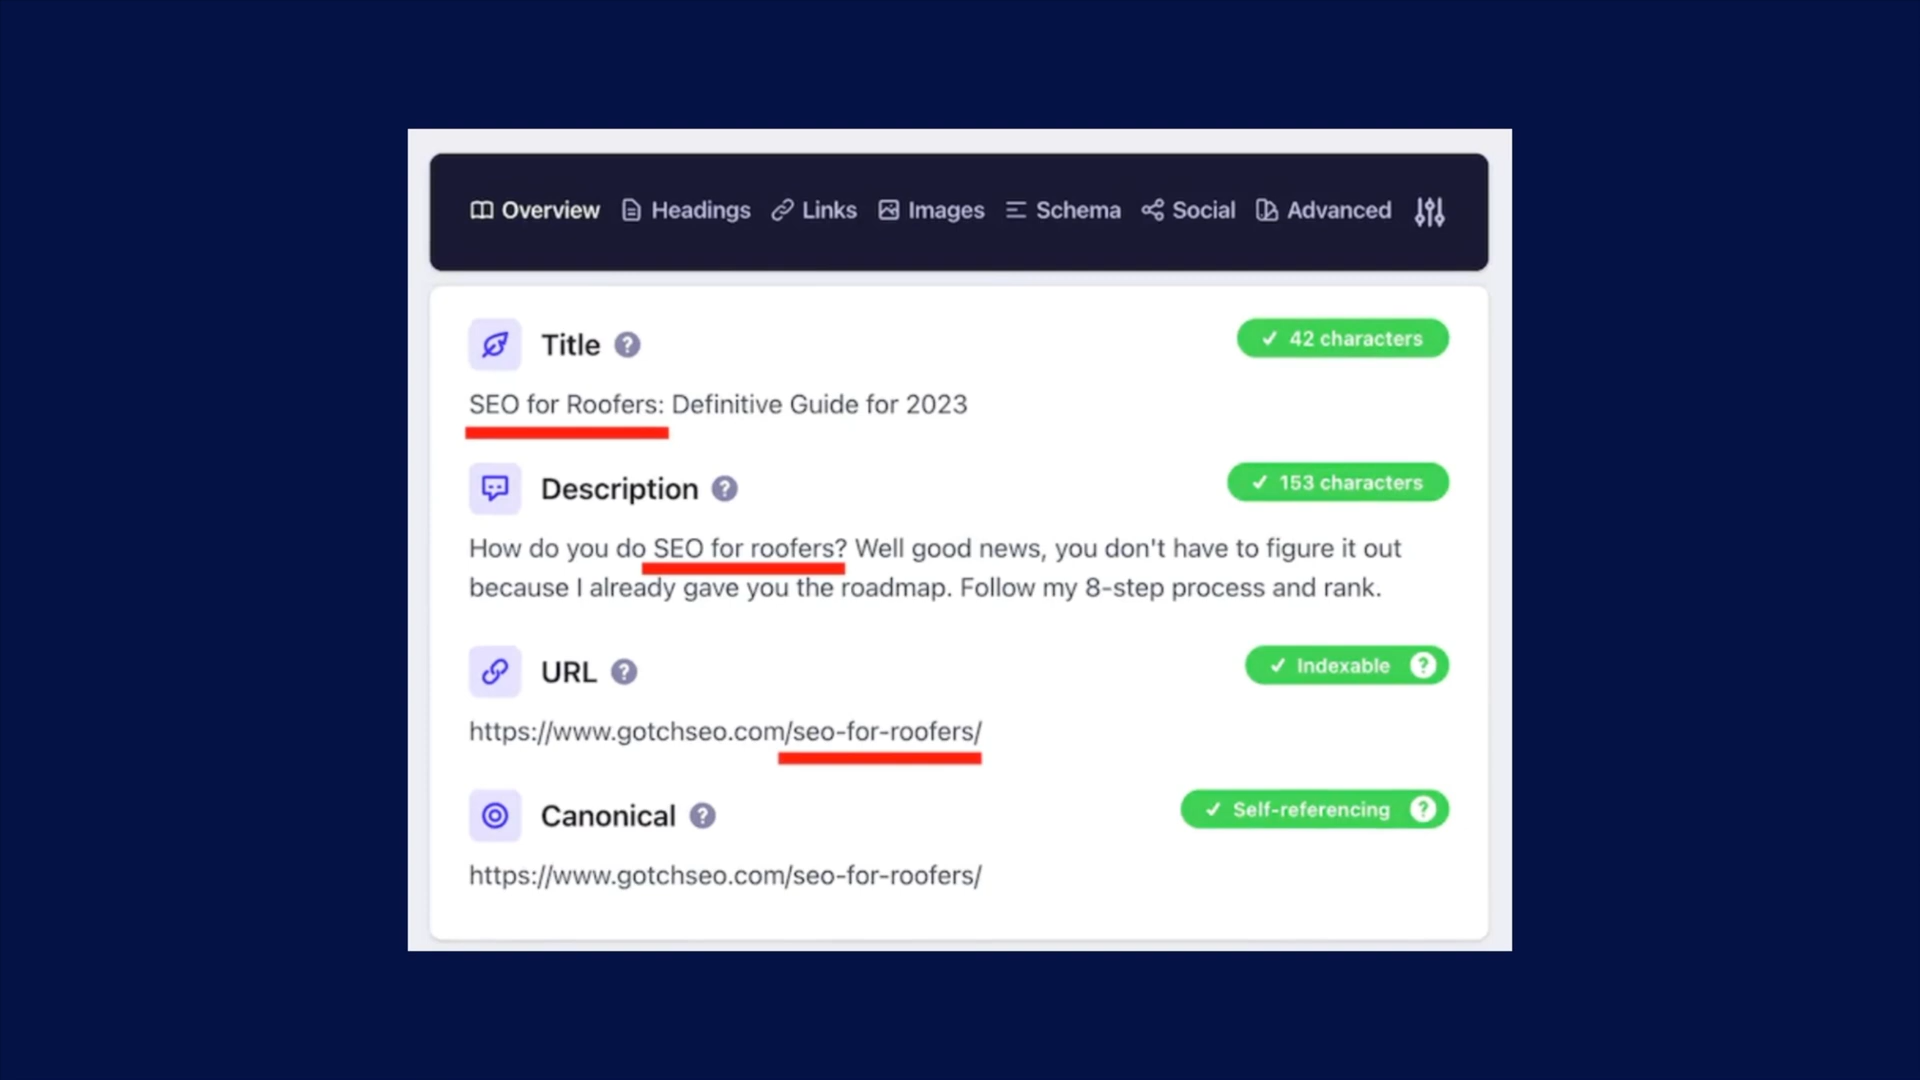 Overview Headings Links Images Schema Social Advanced
Title ? ✓ 42 characters
SEO for Roofers: Definitive Guide for 2023
Description ? ✓ 153 characters
How do you do SEO for roofers? Well good news, you don't have to figure it out
because I already gave you the roadmap. Follow my 8-step process and rank.
URL ? ✓ Indexable ?
https://www.gotchseo.com/seo-for-roofers/
Canonical ? ✓ Self-referencing ?
https://www.gotchseo.com/seo-for-roofers/